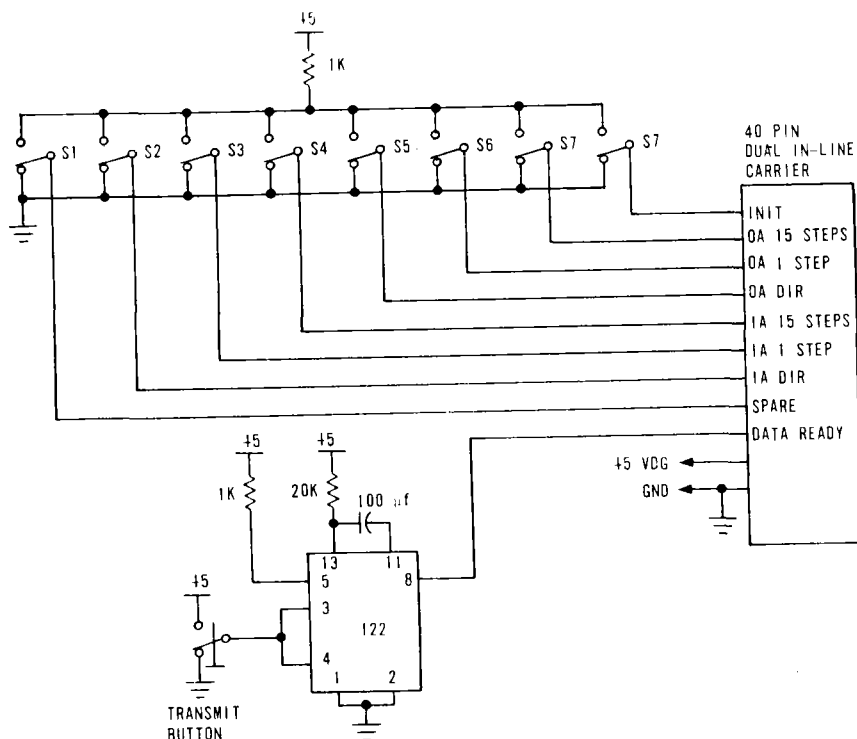 +5
1K
S1
S2
S3
S4
S5
S6
S7
S7
40 PIN
DUAL IN-LINE
CARRIER
INIT
0A 15 STEPS
0A 1 STEP
0A DIR
1A 15 STEPS
1A 1 STEP
1A DIR
SPARE
DATA READY
+5 VDG
GND
+5
+5
1K
20K
100 µf
13
11
5
8
+5
3
122
4
1
2
TRANSMIT
BUTTON